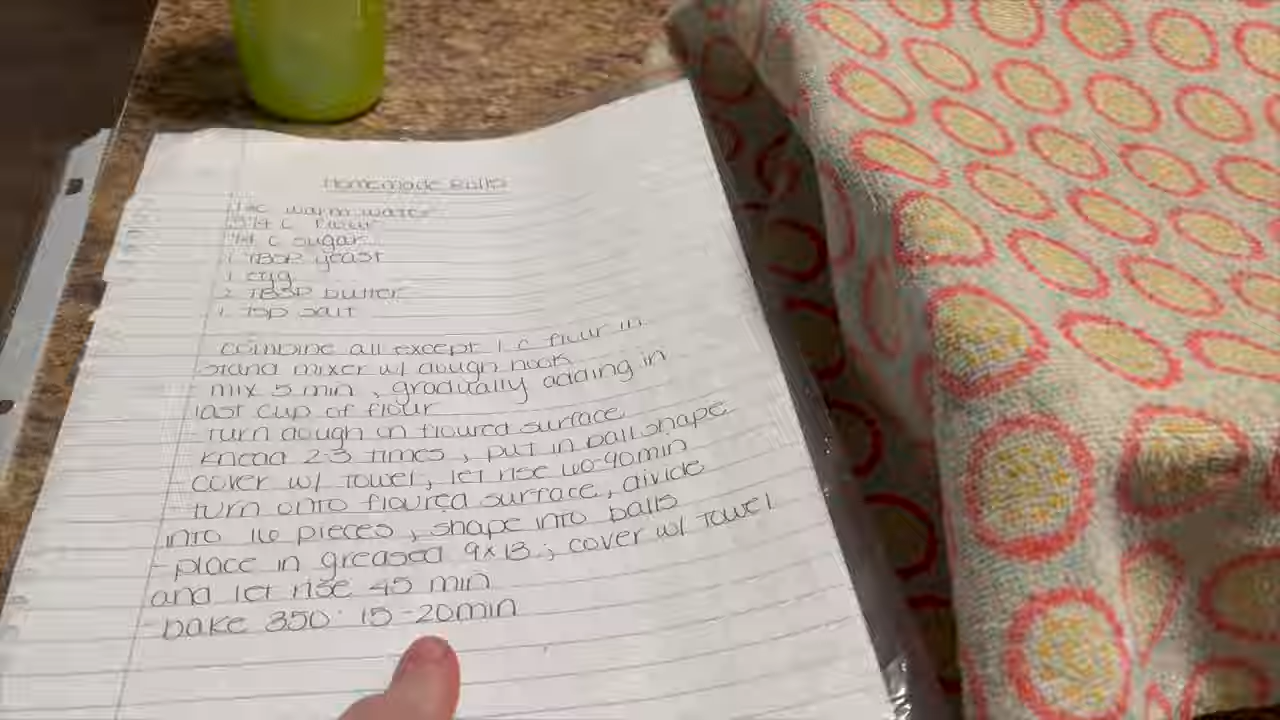 Homemade Rolls
c warm water
c flour
1/4 c sugar
1 TBSP yeast
1 egg
2 TBSP butter
1 tsp salt
combine all except 1 c flour in
stand mixer w/ dough hook
- mix 5 min, gradually adding in
last cup of flour
- turn dough on floured surface
knead 2-3 times, put in ball shape
- cover w/ towel, let rise 60-90min
- turn onto floured surface, divide
into 16 pieces, shape into balls
- place in greased 9x13; cover w/ towel
and let rise 45 min
- bake 350° 15-20min